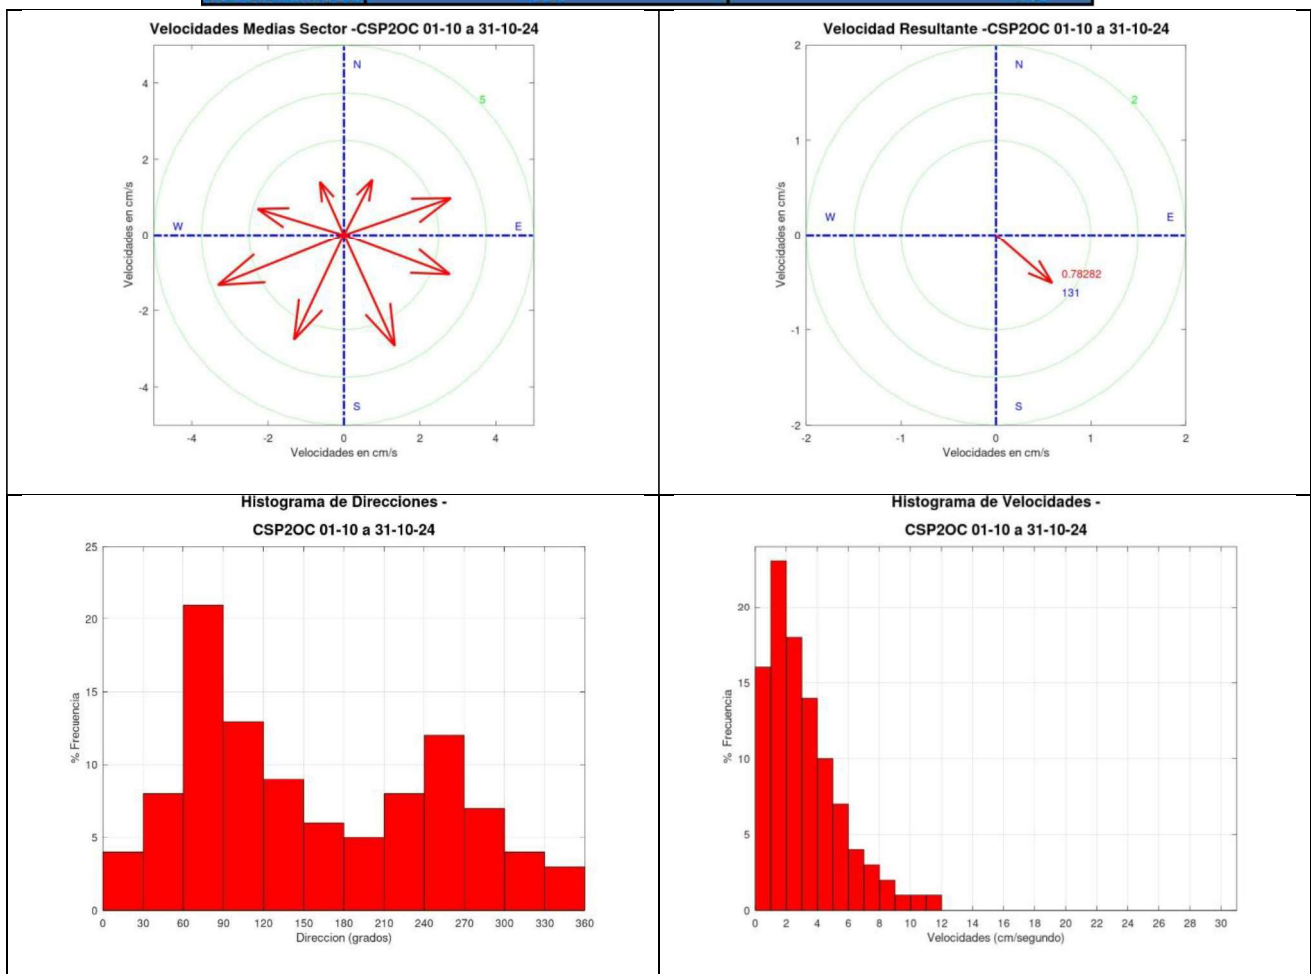 Velocidades Medias Sector -CSP2OC 01-10 a 31-10-24
N
5
4
2
0
-2
-4
W
E
S
Velocidades en cm/s
-4 -2 0 2 4
Velocidades en cm/s
Velocidad Resultante -CSP2OC 01-10 a 31-10-24
2
1
0
-1
-2
N
2
W
E
0.78282
131
S
Velocidades en cm/s
-2 -1 0 1 2
Velocidades en cm/s
Histograma de Direcciones -
CSP2OC 01-10 a 31-10-24
25
20
15
10
5
0
% Frecuencia
0 30 60 90 120 150 180 210 240 270 300 330 360
Direccion (grados)
Histograma de Velocidades -
CSP2OC 01-10 a 31-10-24
20
15
10
5
0
% Frecuencia
0 2 4 6 8 10 12 14 16 18 20 22 24 26 28 30
Velocidades (cm/segundo)